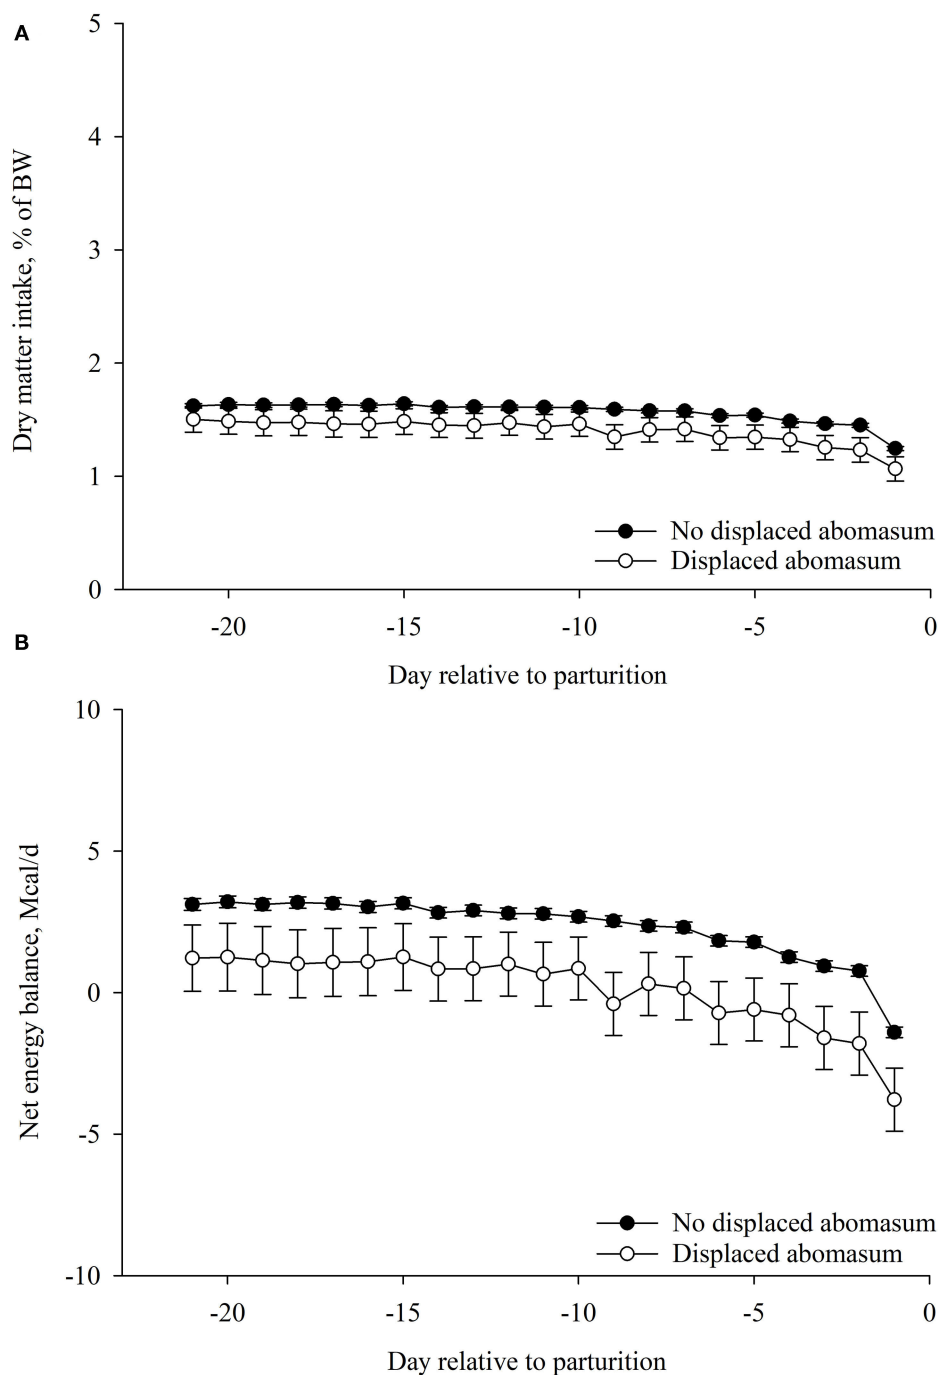 A
5
4
3
2
1
0
Dry matter intake, % of BW
No displaced abomasum
Displaced abomasum
-20 -15 -10 -5 0
Day relative to parturition
B
10
5
0
-5
-10
Net energy balance, Mcal/d
No displaced abomasum
Displaced abomasum
-20 -15 -10 -5 0
Day relative to parturition